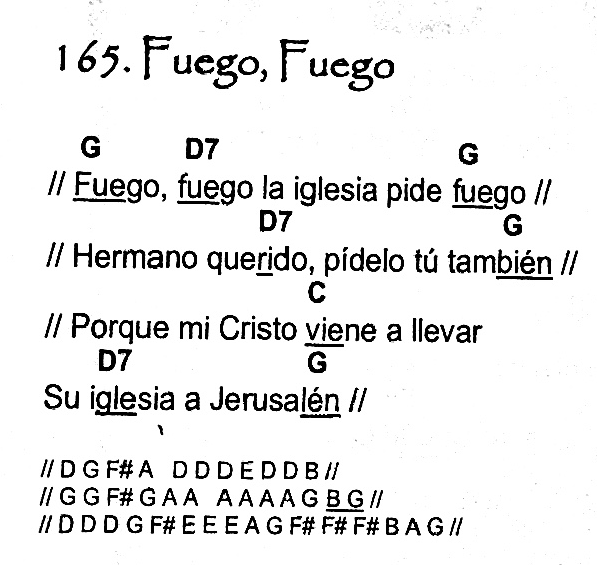 165. Fuego, Fuego
G D7 G
// Fuego, fuego la iglesia pide fuego //
D7 G
// Hermano querido, pídelo tú también //
C
// Porque mi Cristo viene a llevar
D7 G
Su iglesia a Jerusalén //
// D G F# A D D D E D D B //
// G G F# G A A A A A A G B G //
// D D D G F# E E E A G F# F# F# B A G //